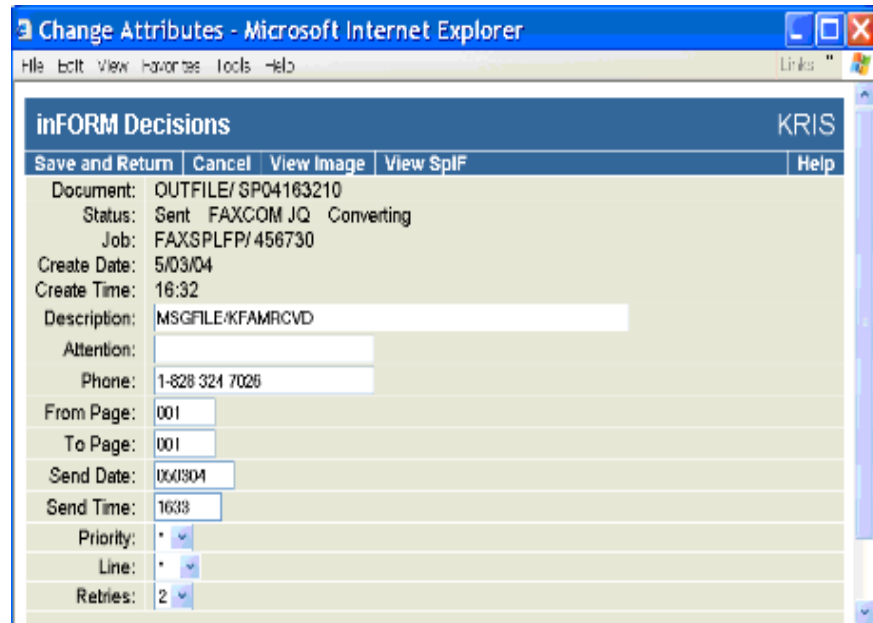 Change Attributes - Microsoft Internet Explorer
File Edit View Favorites Tools Help Links "
inFORM Decisions KRIS
Save and Return Cancel View Image View SplF Help
Document: OUTFILE/ SP04163210
Status: Sent FAXCOM JQ Converting
Job: FAXSPLFP/ 456730
Create Date: 5/03/04
Create Time: 16:32
Description: MSGFILE/KFAMRCVD
Attention:
Phone: 1-828 324 7026
From Page: 001
To Page: 001
Send Date: 050304
Send Time: 1633
Priority: *
Line: *
Retries: 2